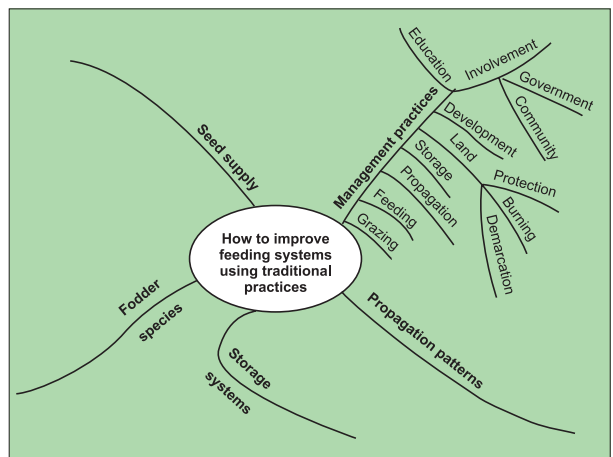 How to improve
feeding systems
using traditional
practices
Seed supply
Management practices
Education
Involvement
Government
Community
Development
Land
Protection
Burning
Demarcation
Storage
Propagation
Feeding
Grazing
Propagation patterns
Storage
systems
Fodder
species